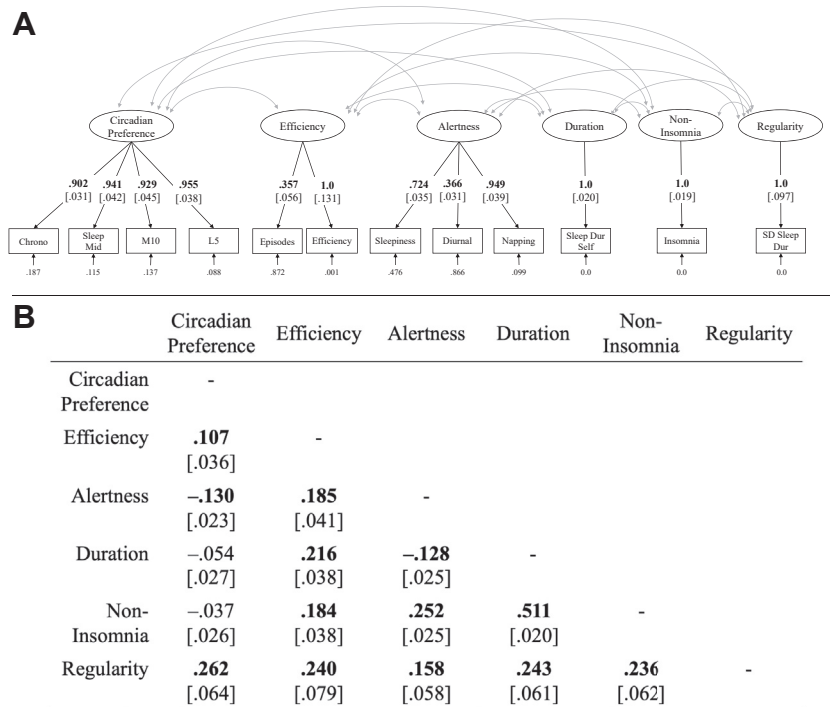 A
Circadian
Preference
Efficiency
Alertness
Duration
Non-
Insomnia
Regularity
.902 .941 .929 .955 .357 1.0 .724 .366 .949 1.0 1.0 1.0
[.031] [.042] [.045] [.038] [.056] [.131] [.035] [.031] [.039] [.020] [.019] [.097]
Chrono
Sleep
Mid
M10
L5
Episodes
Efficiency
Sleepiness
Diurnal
Napping
Sleep Dur
Self
Insomnia
SD Sleep
Dur
.187 .115 .137 .088 .872 .001 .476 .866 .099 0.0 0.0 0.0
B
Circadian
Preference
Efficiency
Alertness
Duration
Non-
Insomnia
Regularity
Circadian
Preference
-
Efficiency .107 -
[.036]
Alertness –.130 .185 -
[.023] [.041]
Duration –.054 .216 –.128 -
[.027] [.038] [.025]
Non-
Insomnia
–.037 .184 .252 .511 -
[.026] [.038] [.025] [.020]
Regularity .262 .240 .158 .243 .236 -
[.064] [.079] [.058] [.061] [.062]